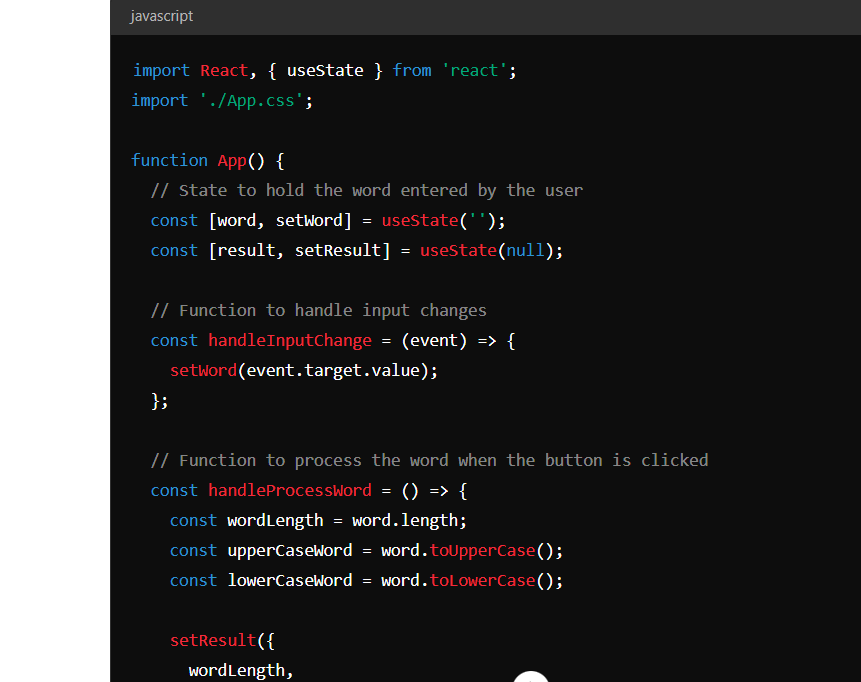 javascript
import React, { useState } from 'react';
import './App.css';
function App() {
  // State to hold the word entered by the user
  const [word, setWord] = useState('');
  const [result, setResult] = useState(null);
  // Function to handle input changes
  const handleInputChange = (event) => {
    setWord(event.target.value);
  };
  // Function to process the word when the button is clicked
  const handleProcessWord = () => {
    const wordLength = word.length;
    const upperCaseWord = word.toUpperCase();
    const lowerCaseWord = word.toLowerCase();
    setResult({
      wordLength,